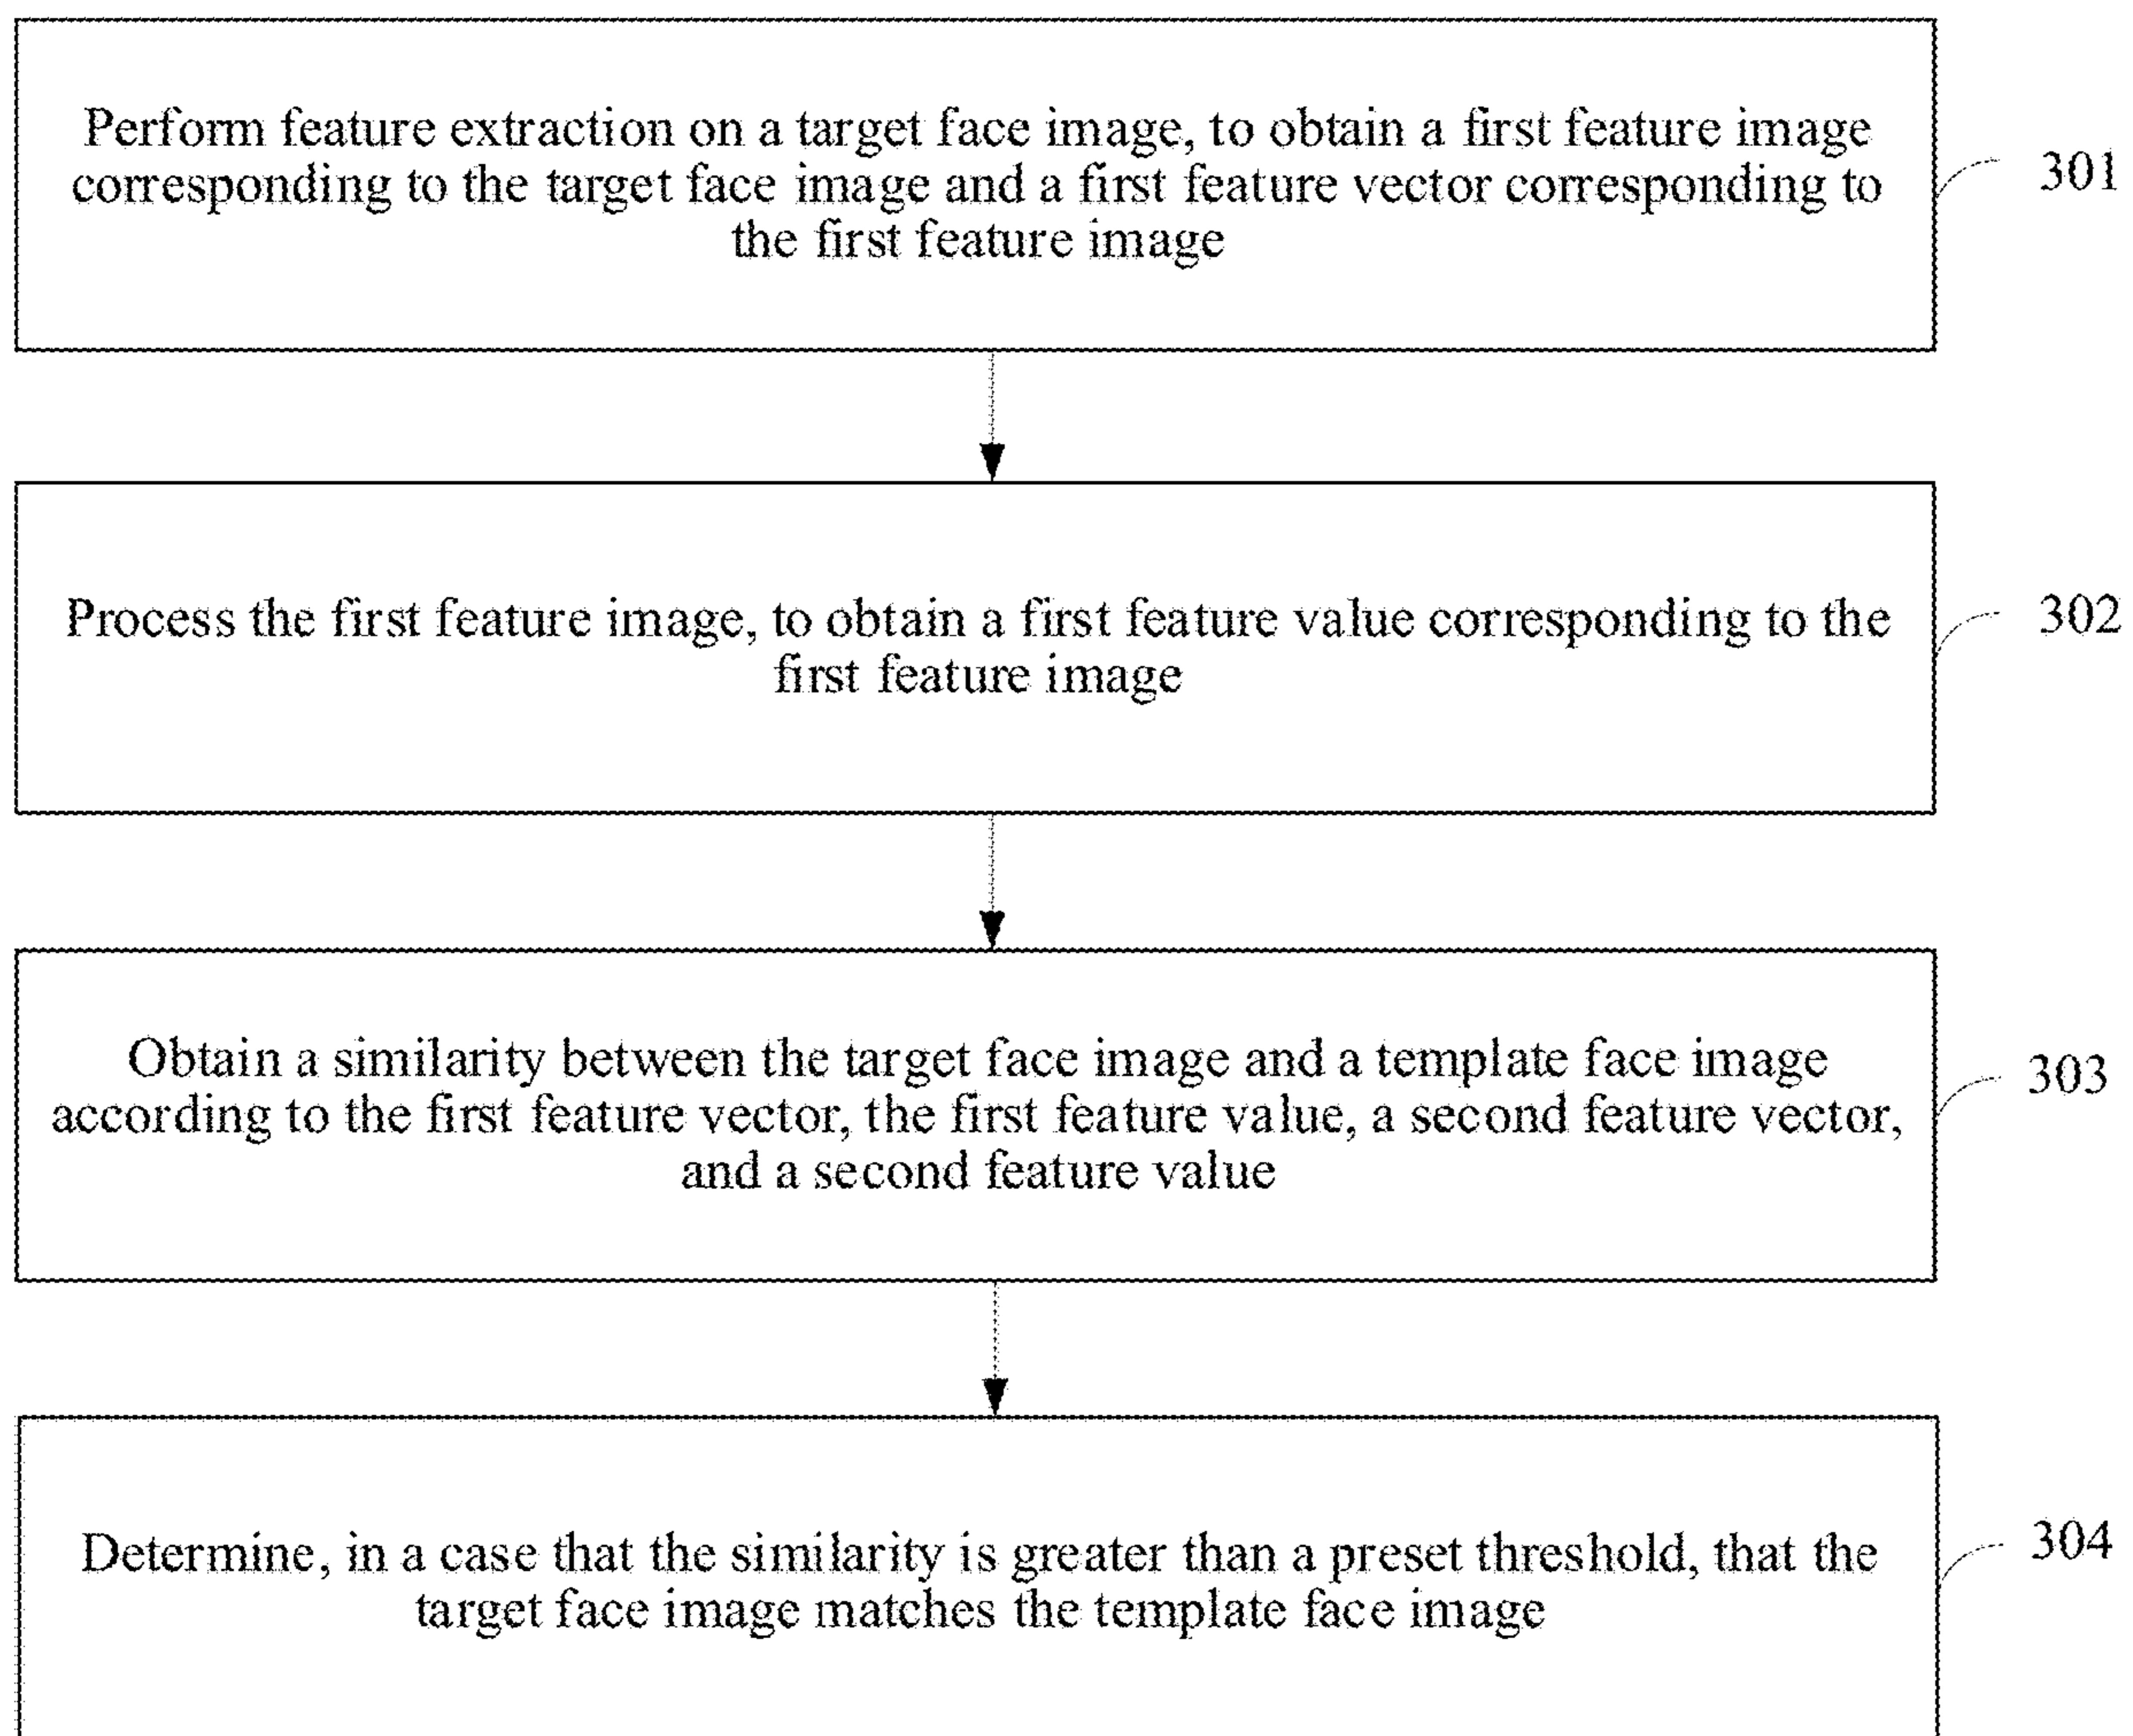 Perform feature extraction on a target face image, to obtain a first feature image
corresponding to the target face image and a first feature vector corresponding to
the first feature image
301
Process the first feature image, to obtain a first feature value corresponding to the
first feature image
302
Obtain a similarity between the target face image and a template face image
according to the first feature vector, the first feature value, a second feature vector,
and a second feature value
303
Determine, in a case that the similarity is greater than a preset threshold, that the
target face image matches the template face image
304